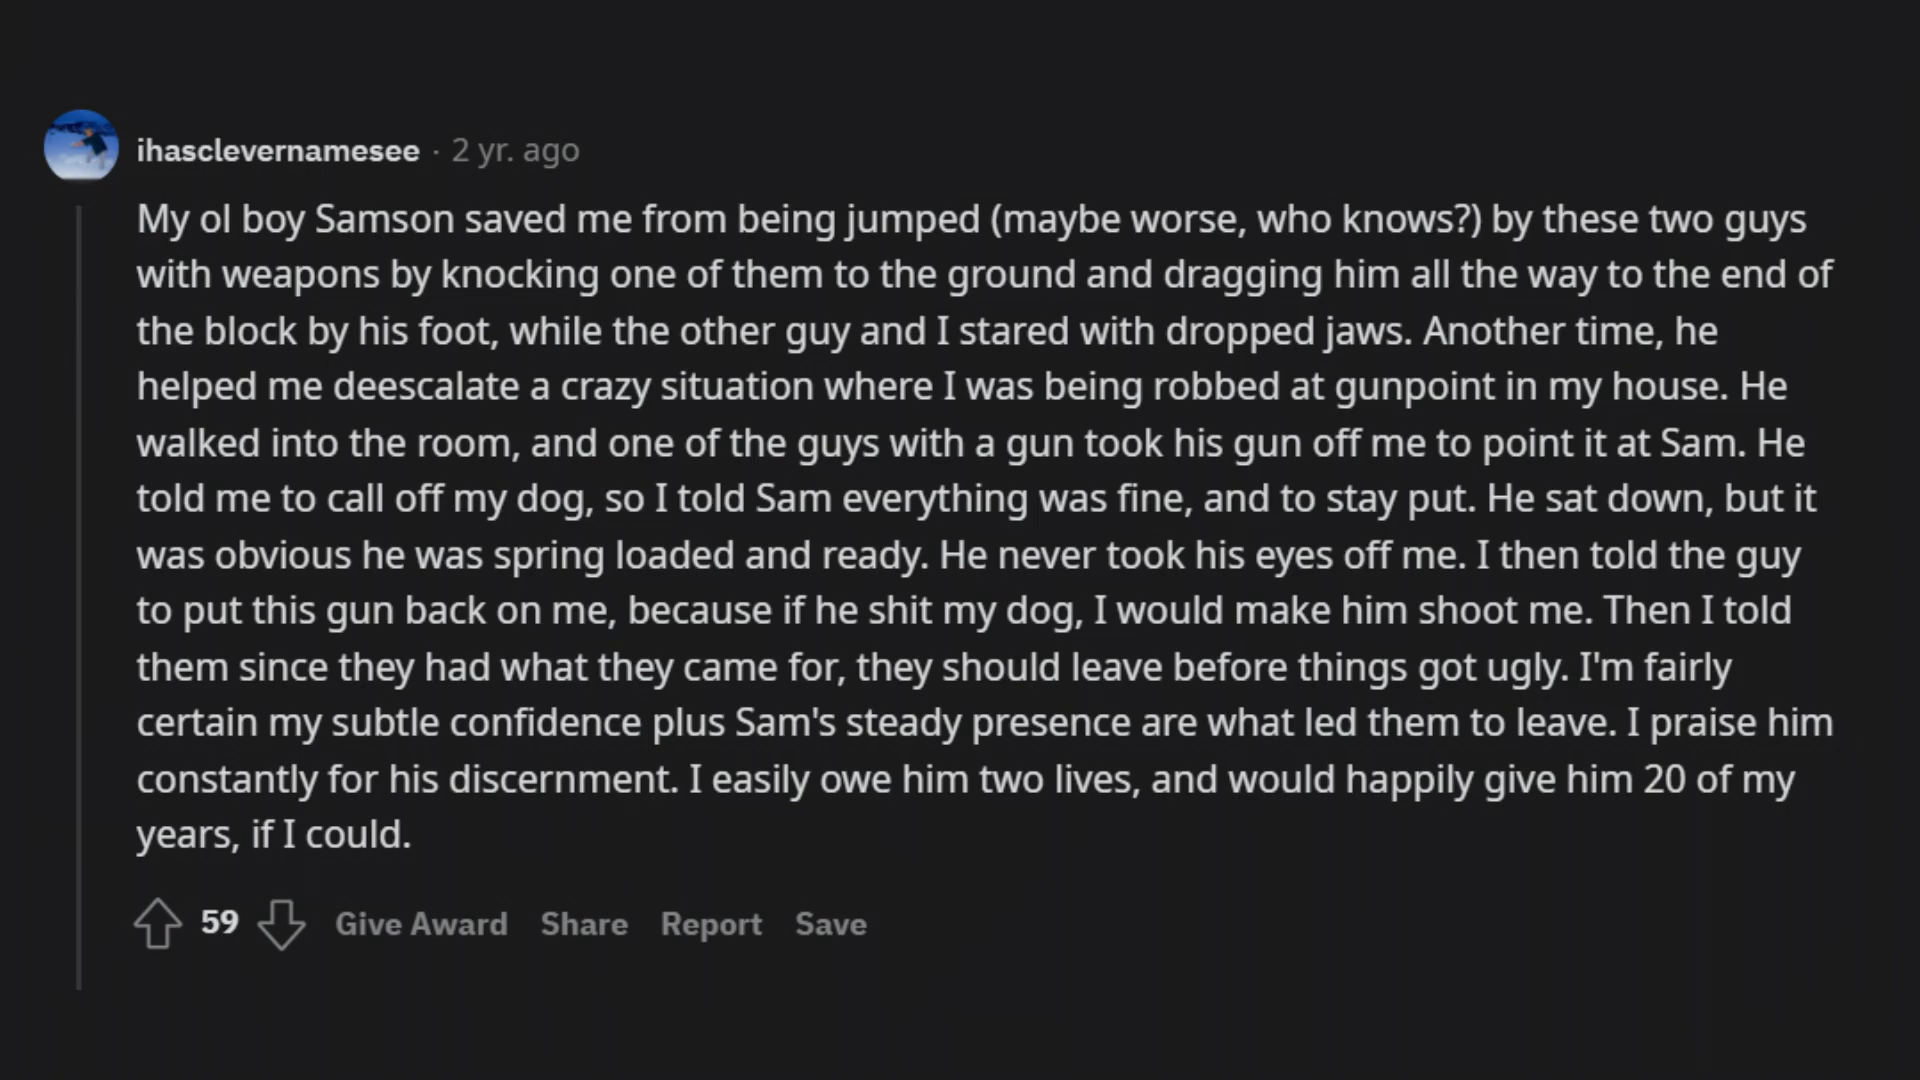 ihasclevernamesee · 2 yr. ago
My ol boy Samson saved me from being jumped (maybe worse, who knows?) by these two guys
with weapons by knocking one of them to the ground and dragging him all the way to the end of
the block by his foot, while the other guy and I stared with dropped jaws. Another time, he
helped me deescalate a crazy situation where I was being robbed at gunpoint in my house. He
walked into the room, and one of the guys with a gun took his gun off me to point it at Sam. He
told me to call off my dog, so I told Sam everything was fine, and to stay put. He sat down, but it
was obvious he was spring loaded and ready. He never took his eyes off me. I then told the guy
to put this gun back on me, because if he shit my dog, I would make him shoot me. Then I told
them since they had what they came for, they should leave before things got ugly. I'm fairly
certain my subtle confidence plus Sam's steady presence are what led them to leave. I praise him
constantly for his discernment. I easily owe him two lives, and would happily give him 20 of my
years, if I could.
59 Give Award Share Report Save